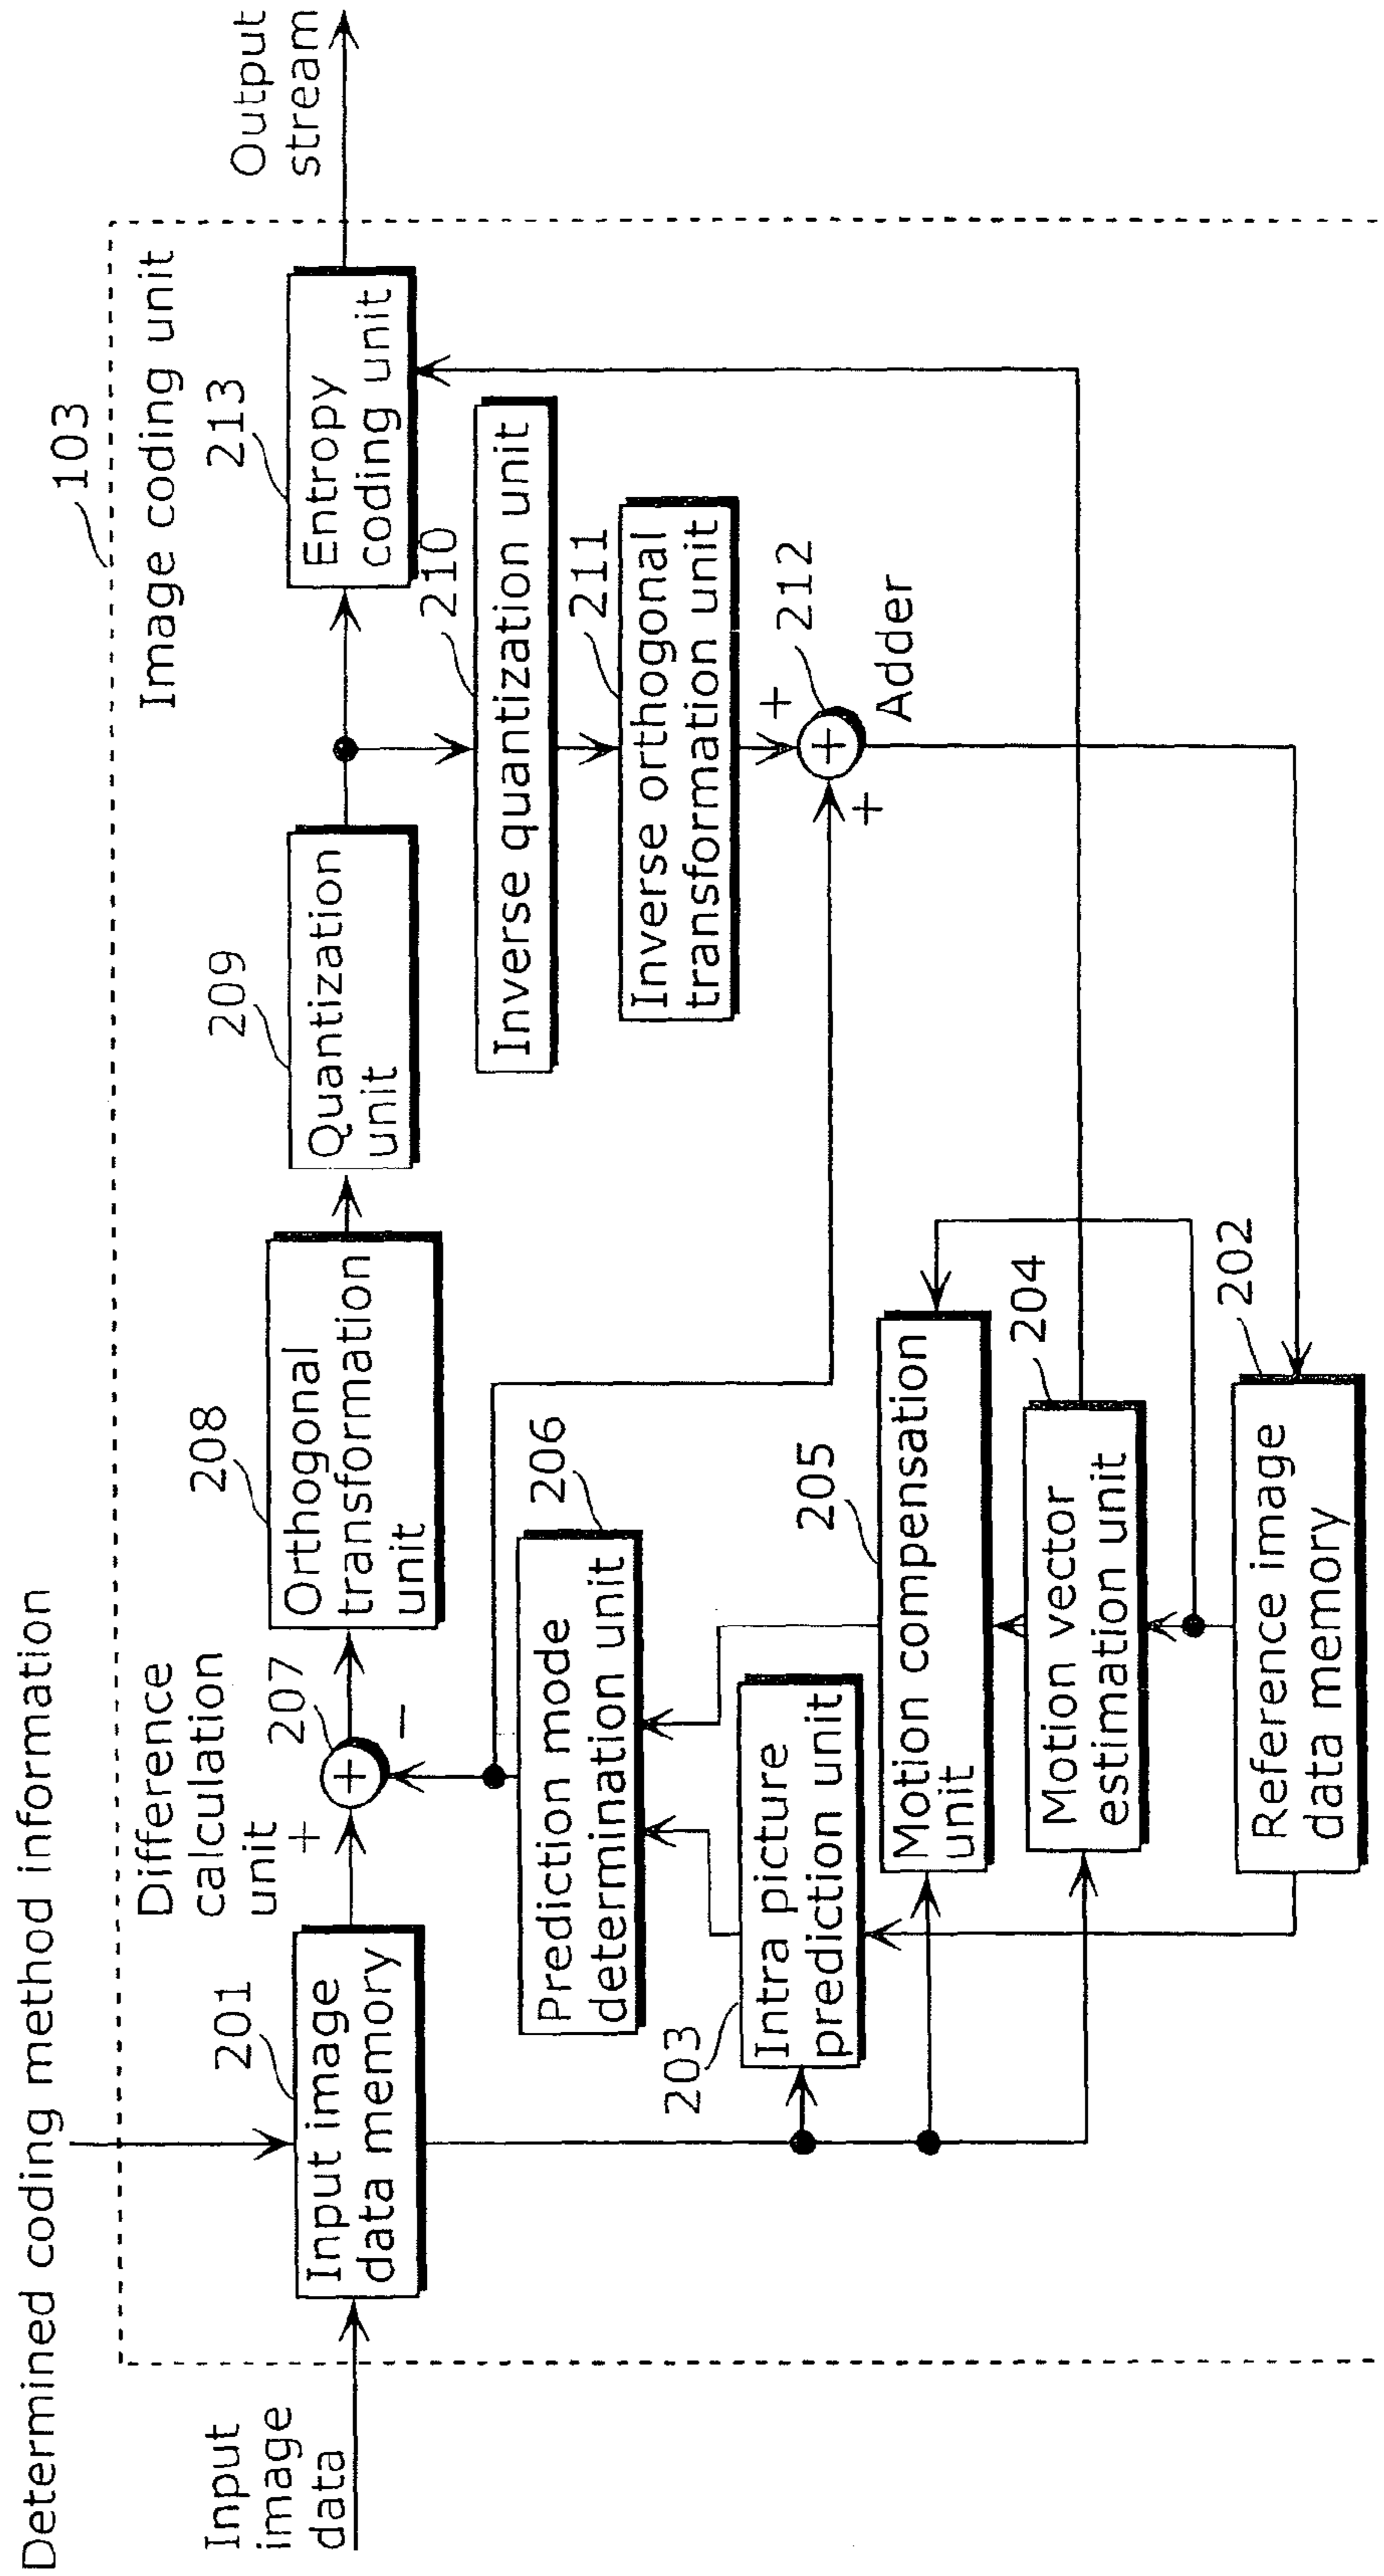 Determined coding method information
103
Image coding unit
Input
image
data
201
Input image
data memory
Difference
calculation
unit
207
+
+
−
208
Orthogonal
transformation
unit
209
Quantization
unit
213
Entropy
coding unit
Output
stream
210
Inverse quantization unit
211
Inverse orthogonal
transformation unit
+
+
+
212
Adder
206
Prediction mode
determination unit
203
Intra picture
prediction unit
205
Motion compensation
unit
204
Motion vector
estimation unit
202
Reference image
data memory